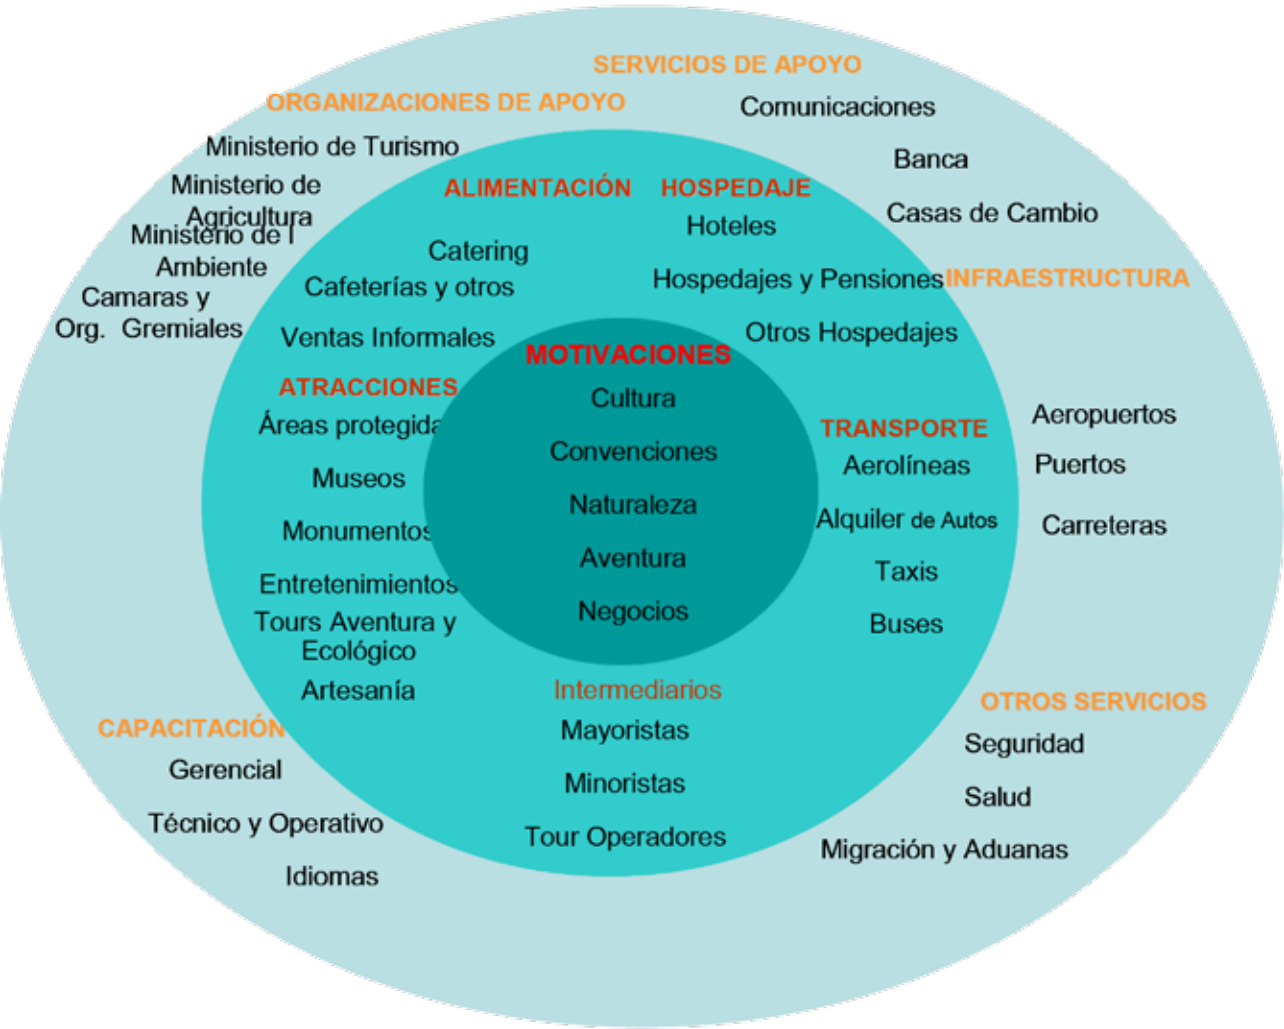 SERVICIOS DE APOYO
Comunicaciones
Banca
Casas de Cambio
ORGANIZACIONES DE APOYO
Ministerio de Turismo
Ministerio de
Agricultura
Ministerio de l
Ambiente
Camaras y
Org. Gremiales
ALIMENTACIÓN
Catering
Cafeterías y otros
Ventas Informales
HOSPEDAJE
Hoteles
Hospedajes y Pensiones
Otros Hospedajes
INFRAESTRUCTURA
Aeropuertos
Puertos
Carreteras
MOTIVACIONES
Cultura
Convenciones
Naturaleza
Aventura
Negocios
ATRACCIONES
Áreas protegida
Museos
Monumentos
Entretenimientos
Tours Aventura y
Ecológico
Artesanía
TRANSPORTE
Aerolíneas
Alquiler de Autos
Taxis
Buses
Intermediarios
Mayoristas
Minoristas
Tour Operadores
CAPACITACIÓN
Gerencial
Técnico y Operativo
Idiomas
OTROS SERVICIOS
Seguridad
Salud
Migración y Aduanas